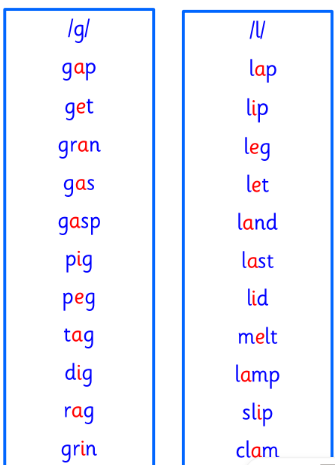 /g/
gap
get
gran
gas
gasp
pig
peg
tag
dig
rag
grin
/l/
lap
lip
leg
let
land
last
lid
melt
lamp
slip
clam